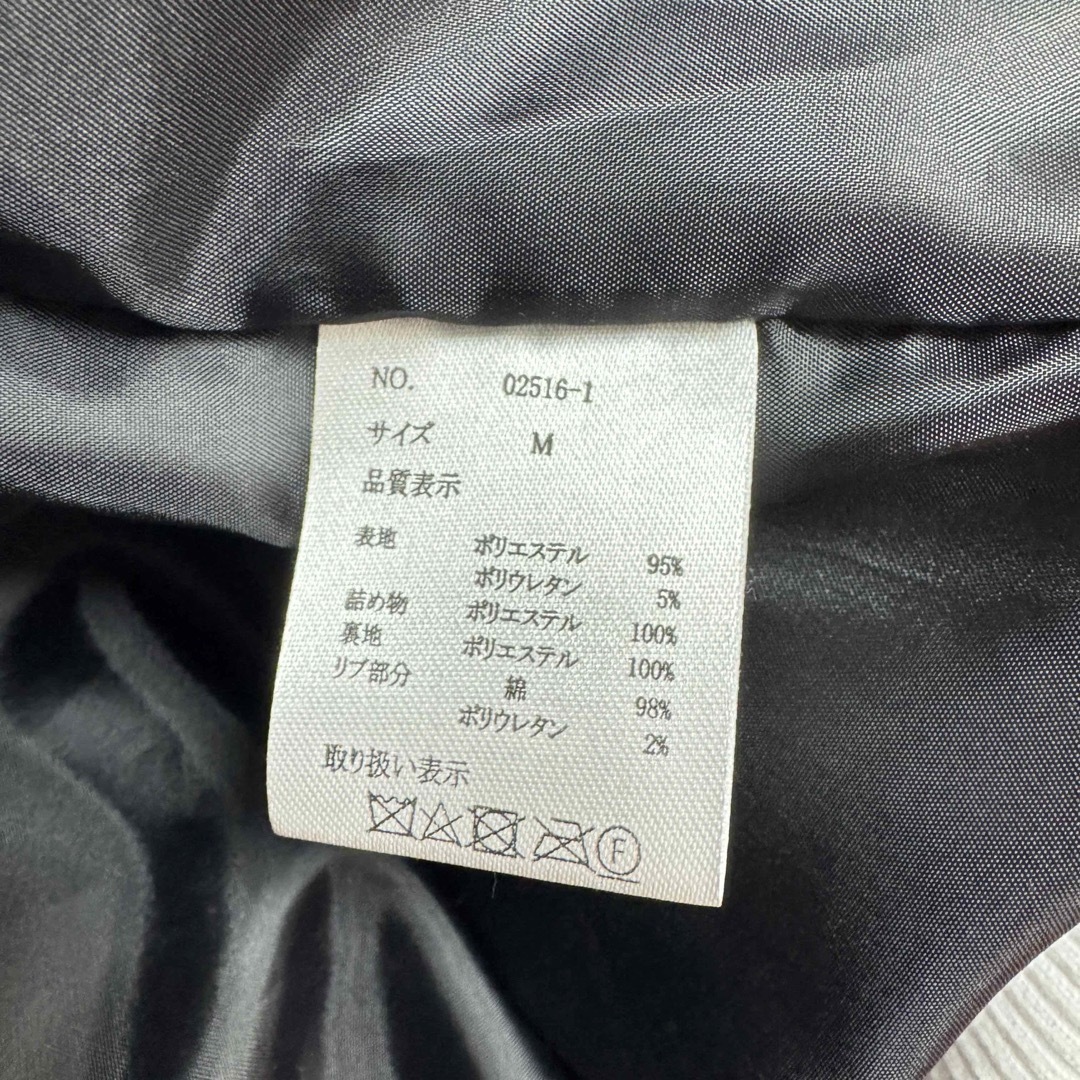 NO. 02516-1
サイズ M
品質表示
表地 ポリエステル 95%
ポリウレタン 5%
詰め物 ポリエステル 100%
裏地 ポリエステル 100%
リブ部分 綿 98%
ポリウレタン 2%
取り扱い表示
F